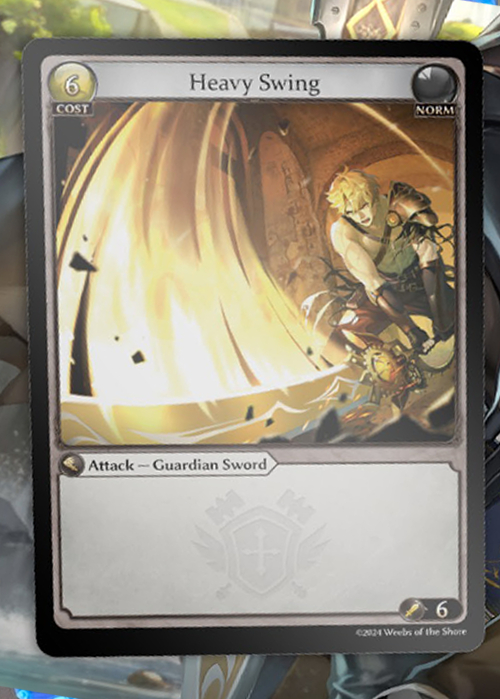 6
Heavy Swing
COST
NORM
Attack — Guardian Sword
6
©2024 Weebs of the Shore